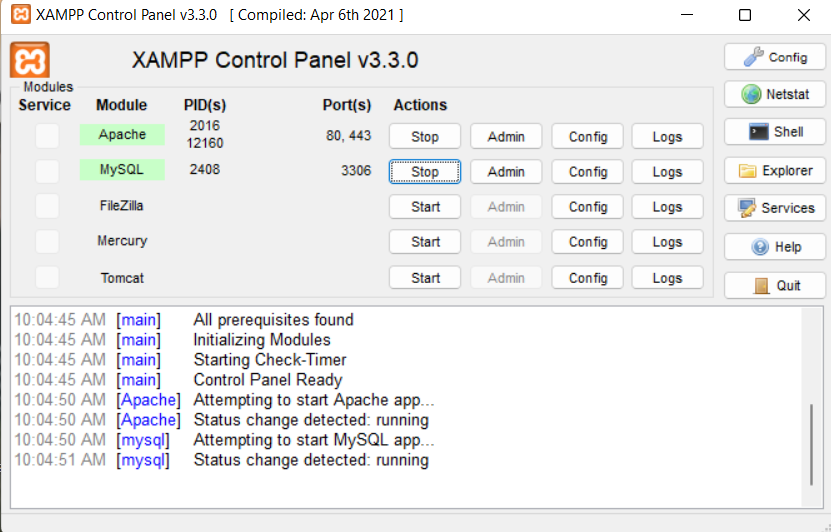 XAMPP Control Panel v3.3.0 [ Compiled: Apr 6th 2021 ]
XAMPP Control Panel v3.3.0
Config
Modules
Service Module PID(s) Port(s) Actions
Netstat
Apache 2016 12160 80, 443 Stop Admin Config Logs
Shell
MySQL 2408 3306 Stop Admin Config Logs
Explorer
FileZilla Start Admin Config Logs
Services
Mercury Start Admin Config Logs
Help
Tomcat Start Admin Config Logs
Quit
10:04:45 AM [main] All prerequisites found
10:04:45 AM [main] Initializing Modules
10:04:45 AM [main] Starting Check-Timer
10:04:45 AM [main] Control Panel Ready
10:04:50 AM [Apache] Attempting to start Apache app...
10:04:50 AM [Apache] Status change detected: running
10:04:50 AM [mysql] Attempting to start MySQL app...
10:04:51 AM [mysql] Status change detected: running